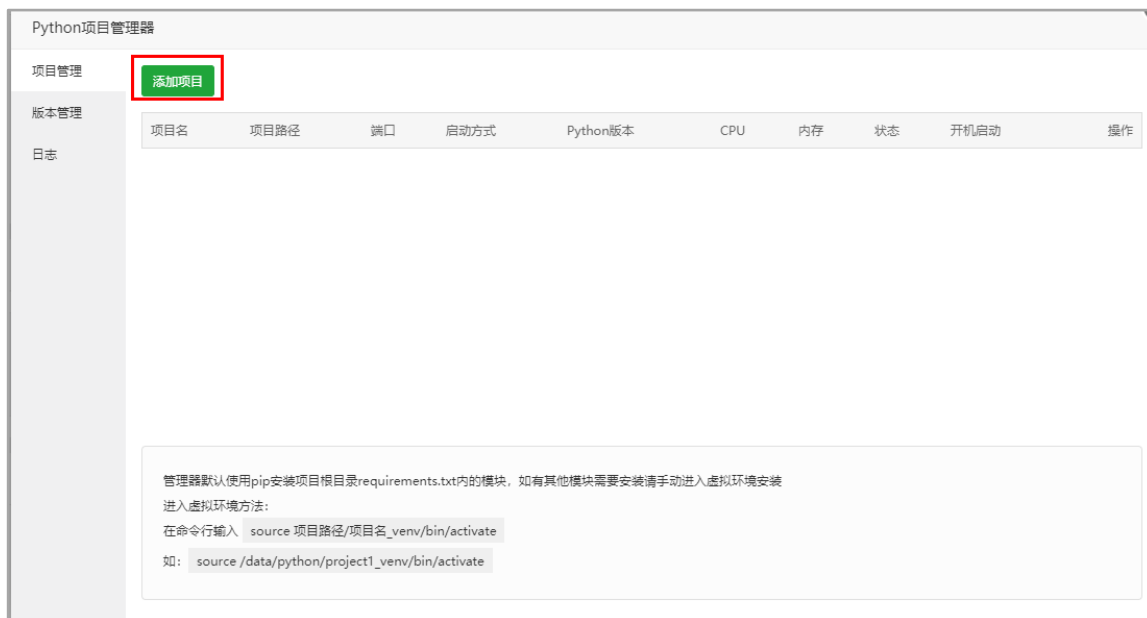 Python项目管理器
项目管理
添加项目
版本管理
项目名 项目路径 端口 启动方式 Python版本 CPU 内存 状态 开机启动 操作
日志
管理器默认使用pip安装项目根目录requirements.txt内的模块，如有其他模块需要安装请手动进入虚拟环境安装
进入虚拟环境方法：
在命令行输入 source 项目路径/项目名_venv/bin/activate
如： source /data/python/project1_venv/bin/activate